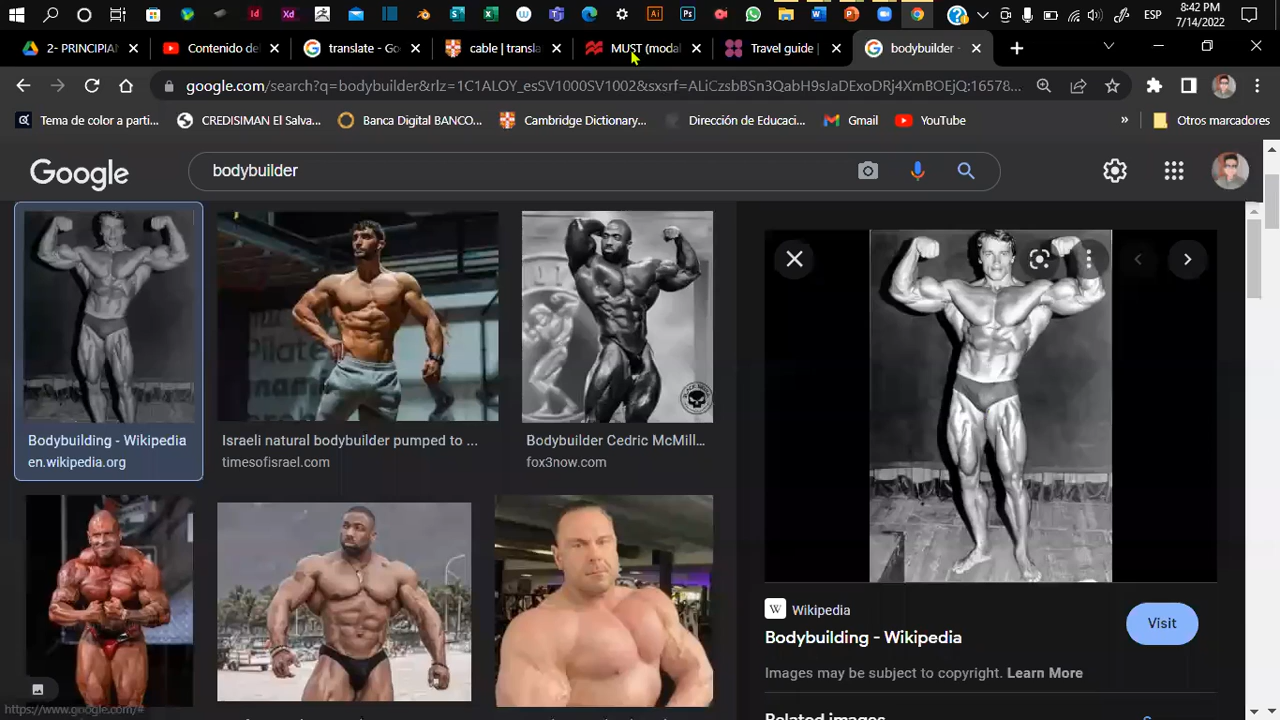 8:42 PM
ESP
7/14/2022
2- PRINCIPIAN
Contenido de
translate - Go
cable | transla
MUST (modal
Travel guide |
bodybuilder -
google.com/search?q=bodybuilder&rlz=1C1ALOY_esSV1000SV1002&sxsrf=ALiCzsbBSn3QabH9sJaDExoDRj4XmBOEjQ:16578...
Tema de color a parti...
CREDISIMAN El Salva...
Banca Digital BANCO...
Cambridge Dictionary...
Dirección de Educaci...
Gmail
YouTube
»
Otros marcadores
Google
bodybuilder
Bodybuilding - Wikipedia
en.wikipedia.org
Israeli natural bodybuilder pumped to ...
timesofisrael.com
Bodybuilder Cedric McMill...
fox3now.com
W Wikipedia
Visit
Bodybuilding - Wikipedia
Images may be subject to copyright. Learn More
Related images
https://www.google.com/#